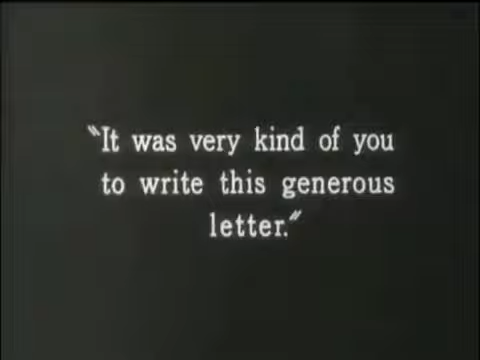 "It was very kind of you
to write this generous
letter."